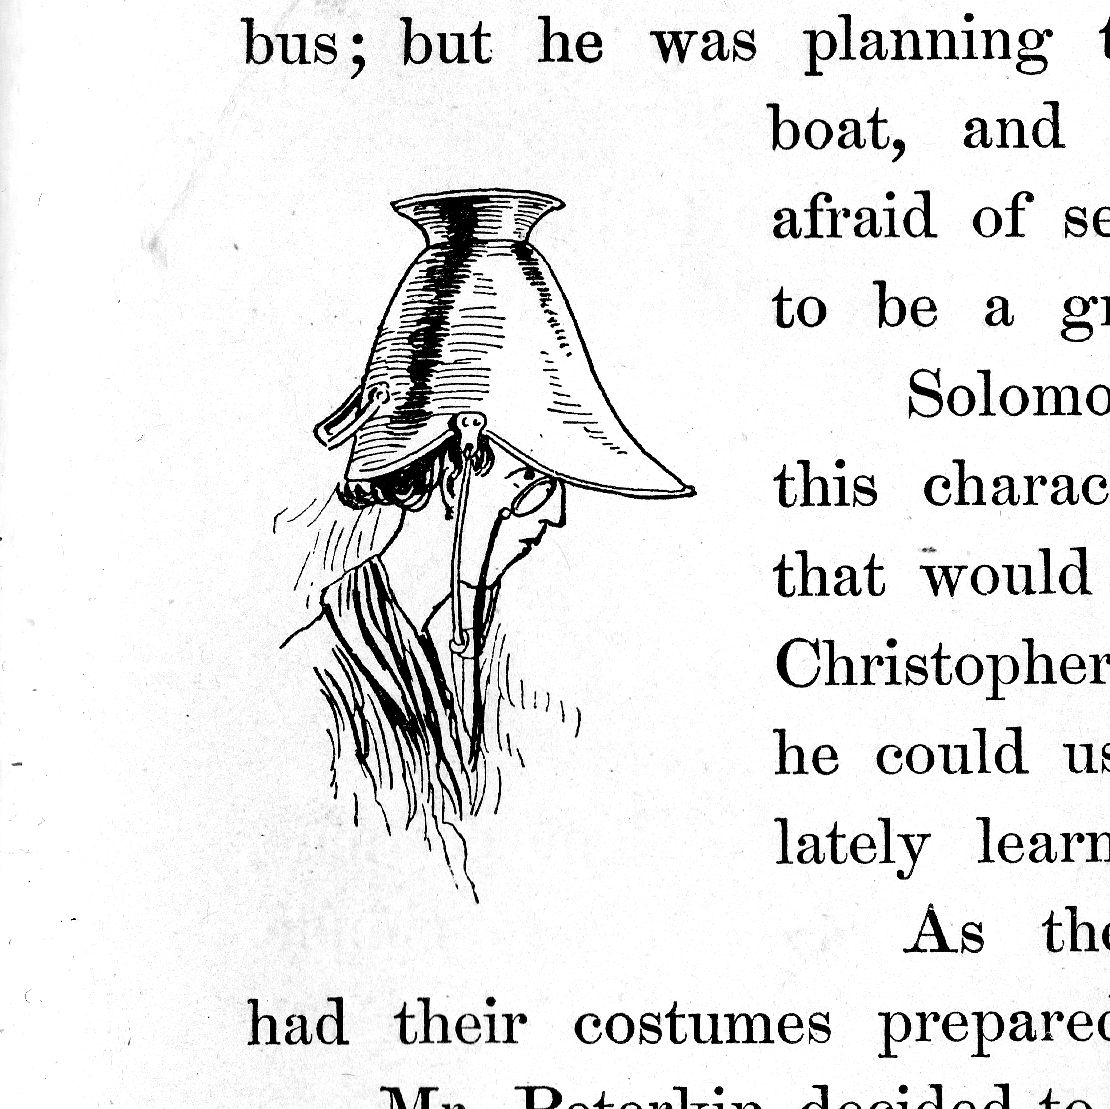 bus; but he was planning
boat, and
afraid of se
to be a gr
Solomo
this charac
that would
Christopher
he could us
lately learn
As the
had their costumes prepared
Mr. Peterkin decided to